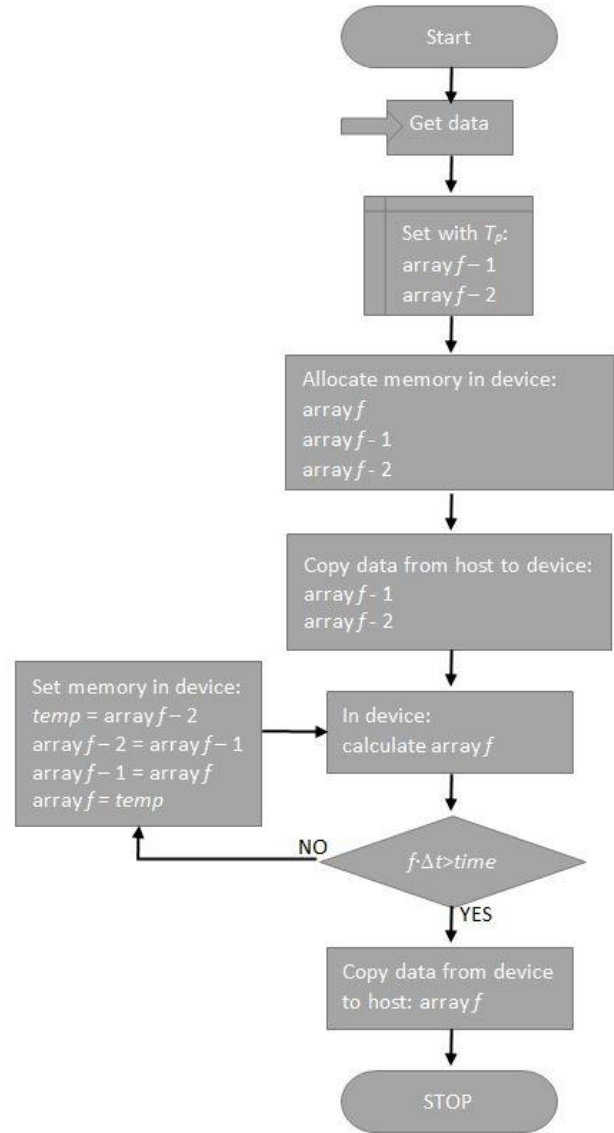 Start
Get data
Set with Tp:
array f – 1
array f – 2
Allocate memory in device:
array f
array f - 1
array f - 2
Copy data from host to device:
array f - 1
array f - 2
Set memory in device:
temp = array f – 2
array f – 2 = array f – 1
array f – 1 = array f
array f = temp
In device:
calculate array f
NO
f·Δt>time
YES
Copy data from device
to host: array f
STOP